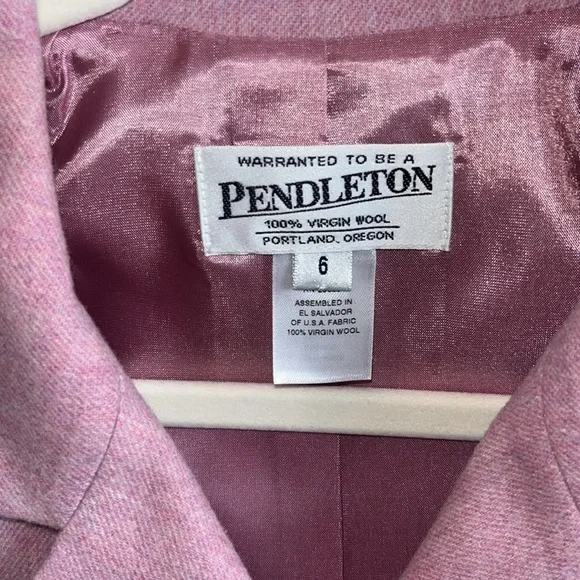 WARRANTED TO BE A
PENDLETON
100% VIRGIN WOOL
PORTLAND, OREGON
6
ASSEMBLED IN
EL SALVADOR
OF U.S.A. FABRIC
100% VIRGIN WOOL